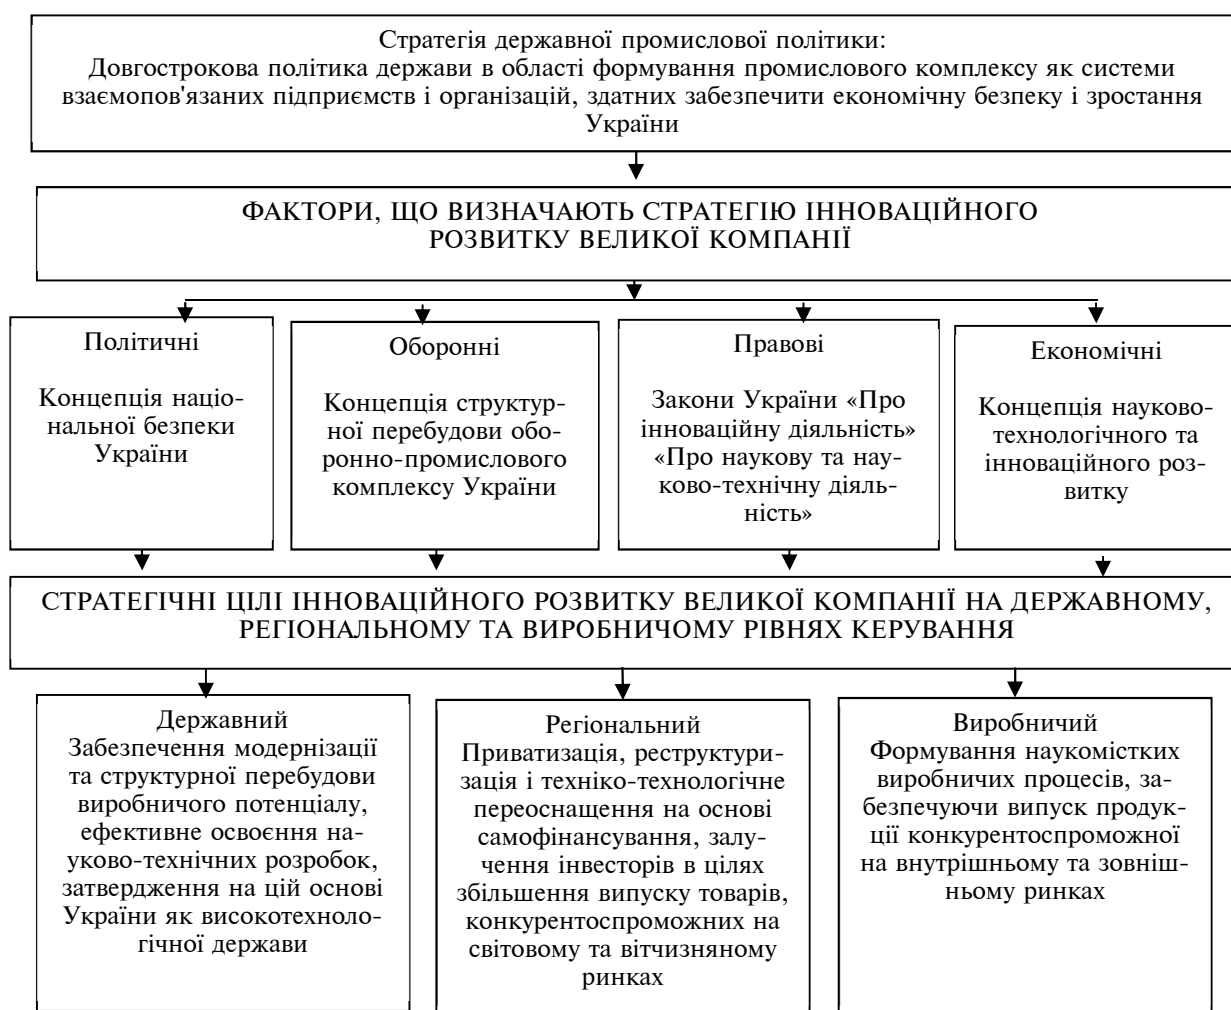 Стратегія державної промислової політики:
Довгострокова політика держави в області формування промислового комплексу як системи
взаємопов'язаних підприємств і організацій, здатних забезпечити економічну безпеку і зростання
України
ФАКТОРИ, ЩО ВИЗНАЧАЮТЬ СТРАТЕГІЮ ІННОВАЦІЙНОГО
РОЗВИТКУ ВЕЛИКОЇ КОМПАНІЇ
Політичні
Концепція націо-
нальної безпеки
України
Оборонні
Концепція структур-
ної перебудови обо-
ронно-промислового
комплексу України
Правові
Закони України «Про
інноваційну діяльність»
«Про наукову та нау-
ково-технічну діяль-
ність»
Економічні
Концепція науково-
технологічного та
інноваційного роз-
витку
СТРАТЕГІЧНІ ЦІЛІ ІННОВАЦІЙНОГО РОЗВИТКУ ВЕЛИКОЇ КОМПАНІЇ НА ДЕРЖАВНОМУ,
РЕГІОНАЛЬНОМУ ТА ВИРОБНИЧОМУ РІВНЯХ КЕРУВАННЯ
Державний
Забезпечення модернізації
та структурної перебудови
виробничого потенціалу,
ефективне освоєння на-
уково-технічних розробок,
затвердження на цій основі
України як високотехноло-
гічної держави
Регіональний
Приватизація, реструктури-
зація і техніко-технологічне
переоснащення на основі
самофінансування, залу-
чення інвесторів в цілях
збільшення випуску товарів,
конкурентоспроможних на
світовому та вітчизняному
ринках
Виробничий
Формування наукомістких
виробничих процесів, за-
безпечуючи випуск продук-
ції конкурентоспроможної
на внутрішньому та зовніш-
ньому ринках